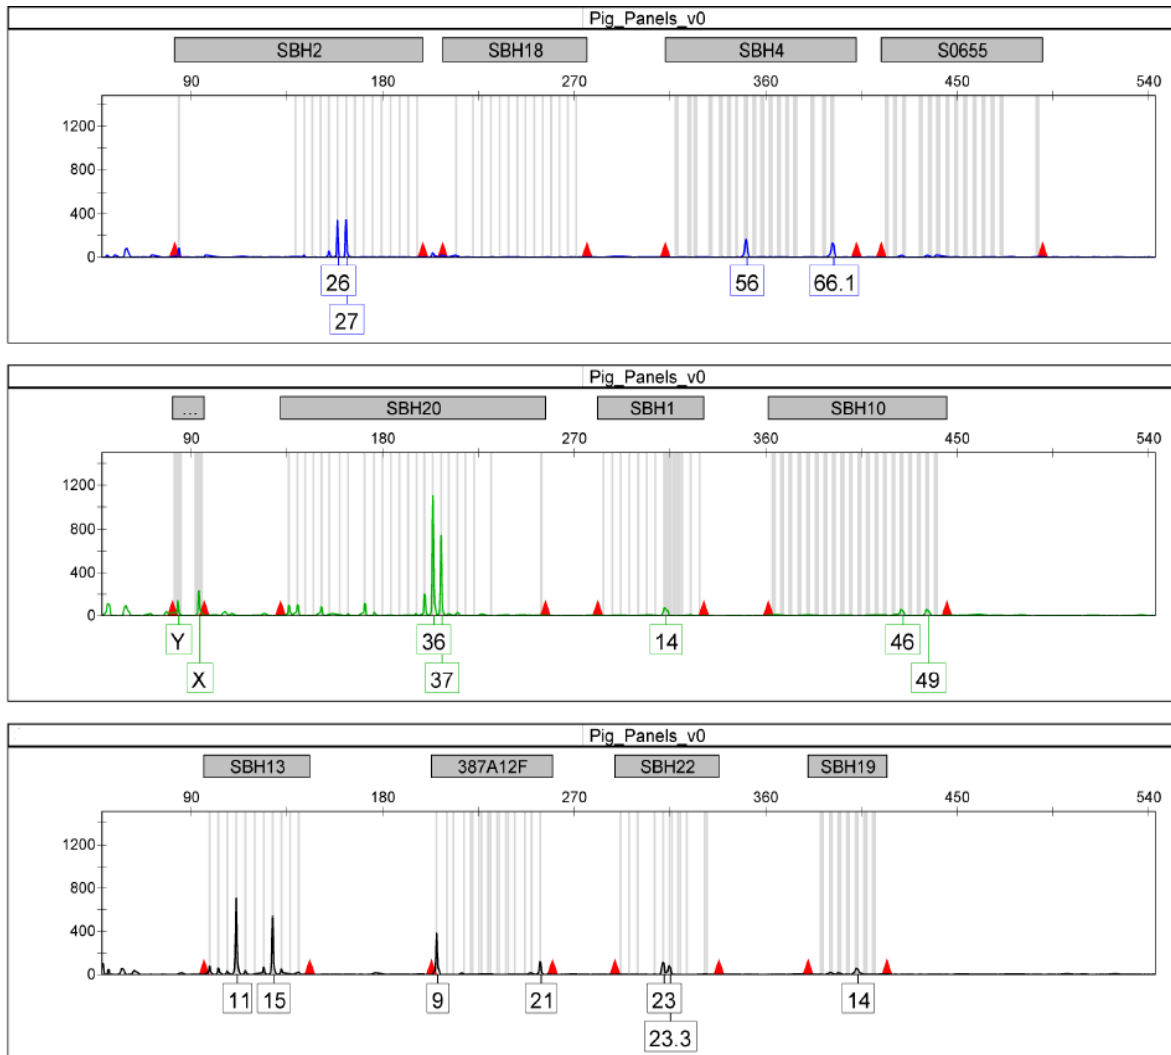 Pig_Panels_v0
SBH2 SBH18 SBH4 S0655
90 180 270 360 450 540
1200
800
400
0
26 56 66.1
27
Pig_Panels_v0
... SBH20 SBH1 SBH10
90 180 270 360 450 540
1200
800
400
0
Y 36 14 46
X 37 49
Pig_Panels_v0
SBH13 387A12F SBH22 SBH19
90 180 270 360 450 540
1200
800
400
0
11 15 9 21 23 14
23.3